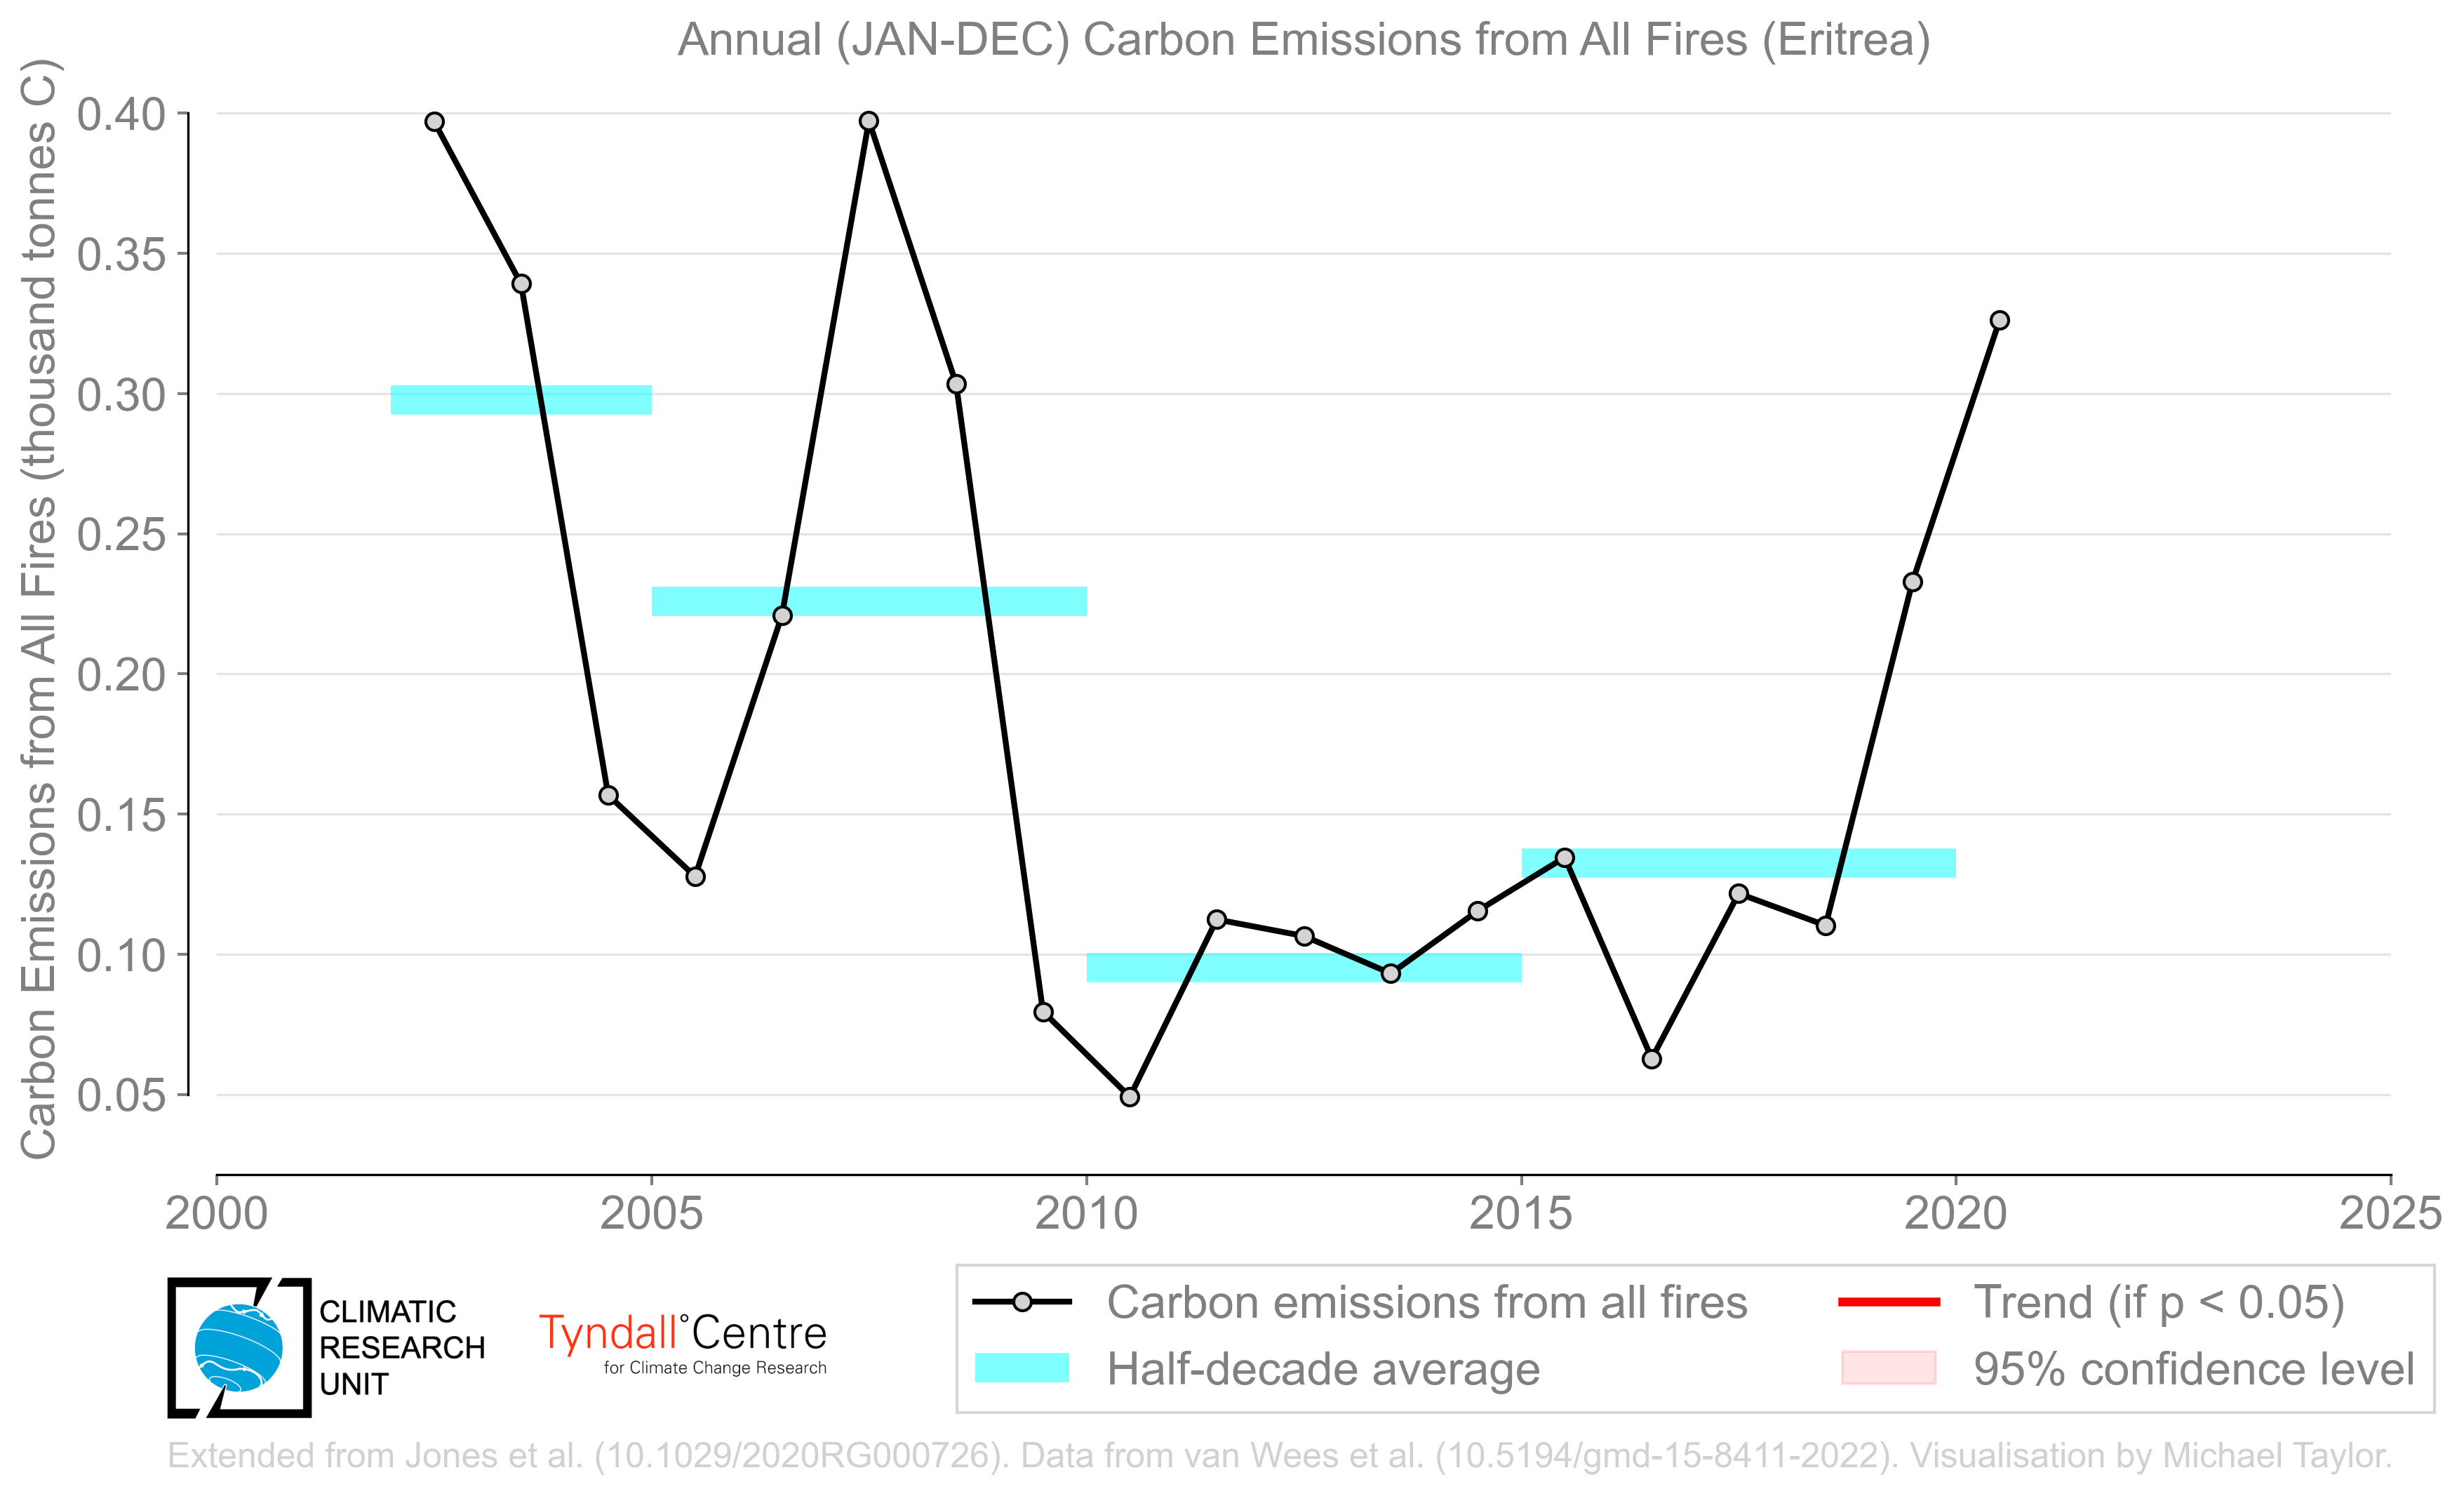 Annual (JAN-DEC) Carbon Emissions from All Fires (Eritrea)
Carbon Emissions from All Fires (thousand tonnes C)
0.40
0.35
0.30
0.25
0.20
0.15
0.10
0.05
2000 2005 2010 2015 2020 2025
CLIMATIC
RESEARCH
UNIT
Tyndall°Centre
for Climate Change Research
Carbon emissions from all fires
Half-decade average
Trend (if p < 0.05)
95% confidence level
Extended from Jones et al. (10.1029/2020RG000726). Data from van Wees et al. (10.5194/gmd-15-8411-2022). Visualisation by Michael Taylor.